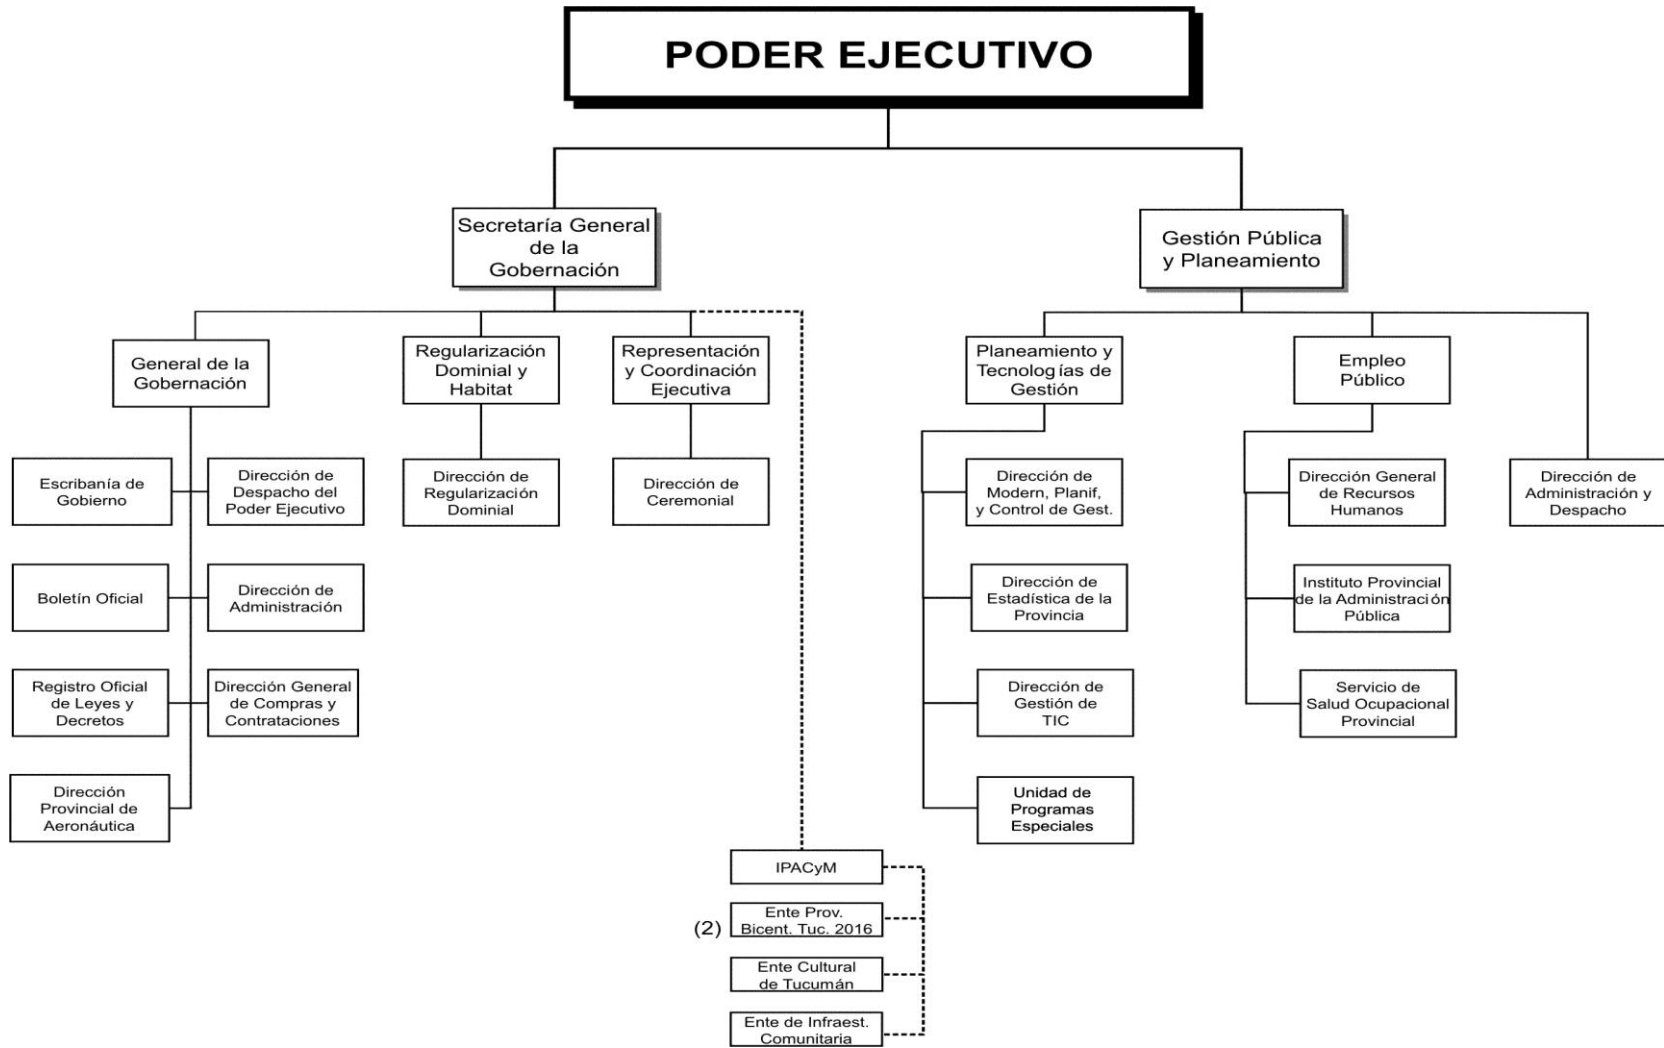 PODER EJECUTIVO
Secretaría General
de la
Gobernación
Gestión Pública
y Planeamiento
General de la
Gobernación
Regularización
Dominial y
Habitat
Representación
y Coordinación
Ejecutiva
Planeamiento y
Tecnologías de
Gestión
Empleo
Público
Escribanía de
Gobierno
Dirección de
Despacho del
Poder Ejecutivo
Dirección de
Regularización
Dominial
Dirección de
Ceremonial
Dirección de
Modern, Planif,
y Control de Gest.
Dirección General
de Recursos
Humanos
Dirección de
Administración y
Despacho
Boletín Oficial
Dirección de
Administración
Dirección de
Estadística de la
Provincia
Instituto Provincial
de la Administración
Pública
Registro Oficial
de Leyes y
Decretos
Dirección General
de Compras y
Contrataciones
Dirección de
Gestión de
TIC
Servicio de
Salud Ocupacional
Provincial
Dirección
Provincial de
Aeronáutica
Unidad de
Programas
Especiales
IPACyM
(2)
Ente Prov.
Bicent. Tuc. 2016
Ente Cultural
de Tucumán
Ente de Infraest.
Comunitaria